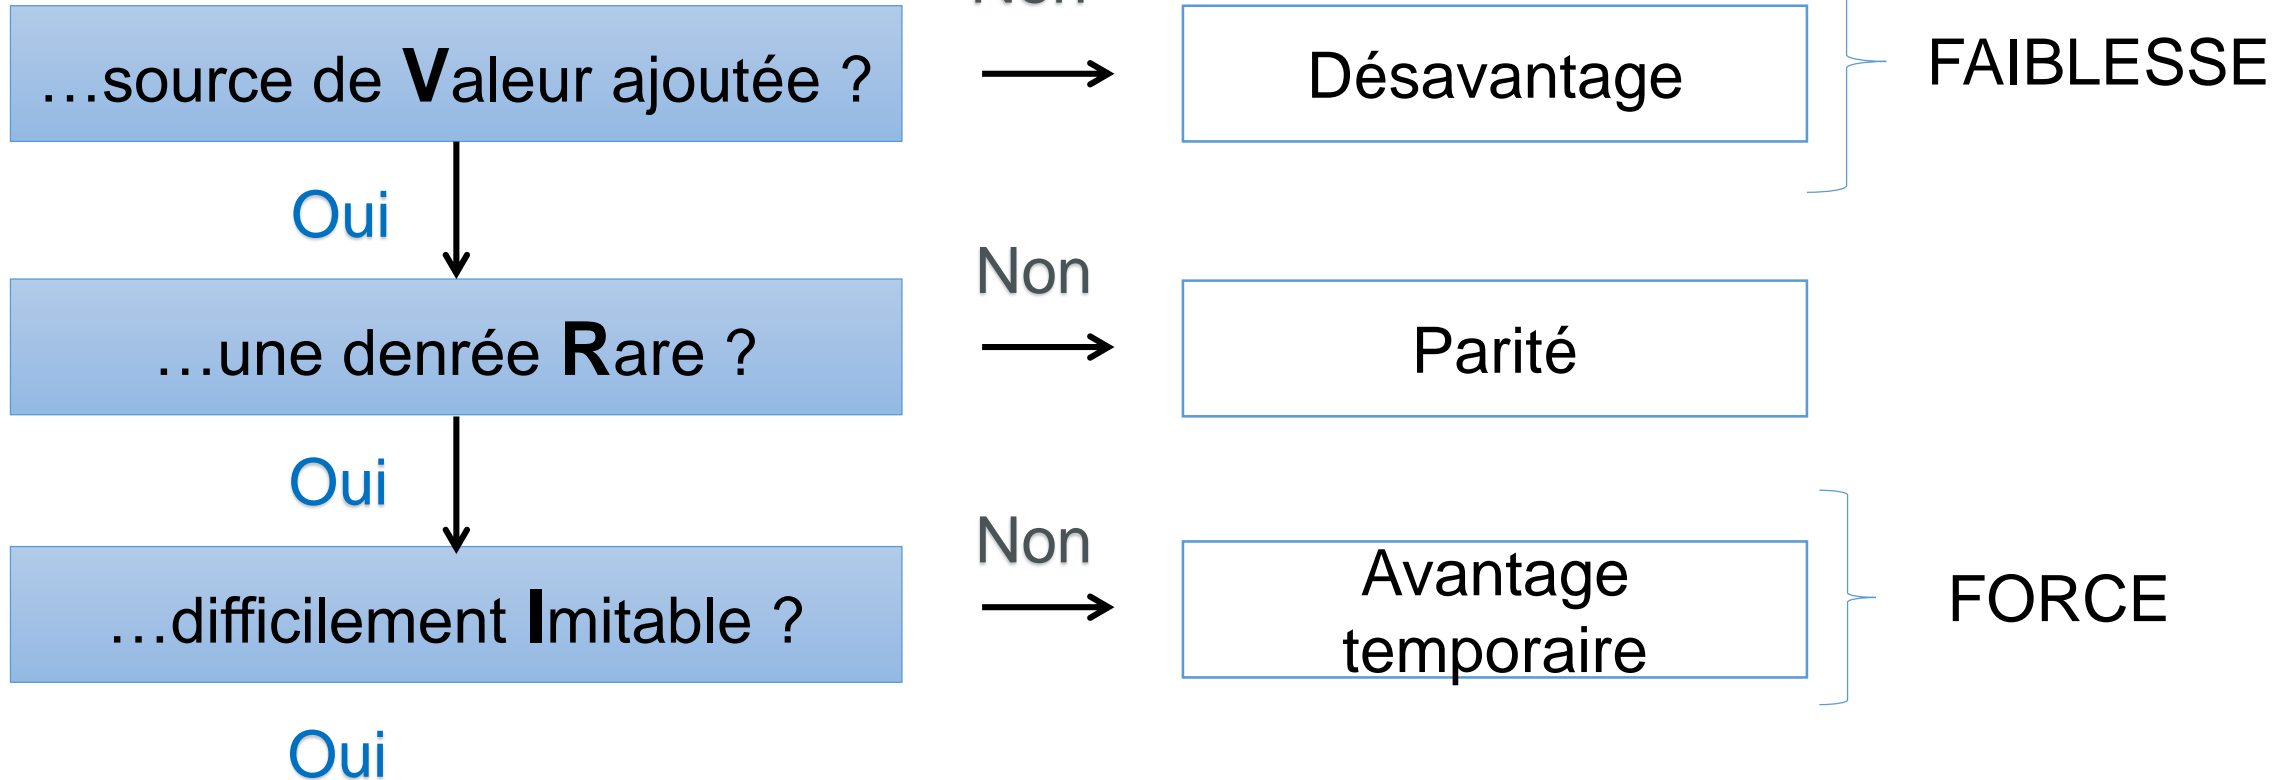 Non
…source de Valeur ajoutée ?
Désavantage
FAIBLESSE
Oui
Non
…une denrée Rare ?
Parité
Oui
Non
…difficilement Imitable ?
Avantage
temporaire
FORCE
Oui